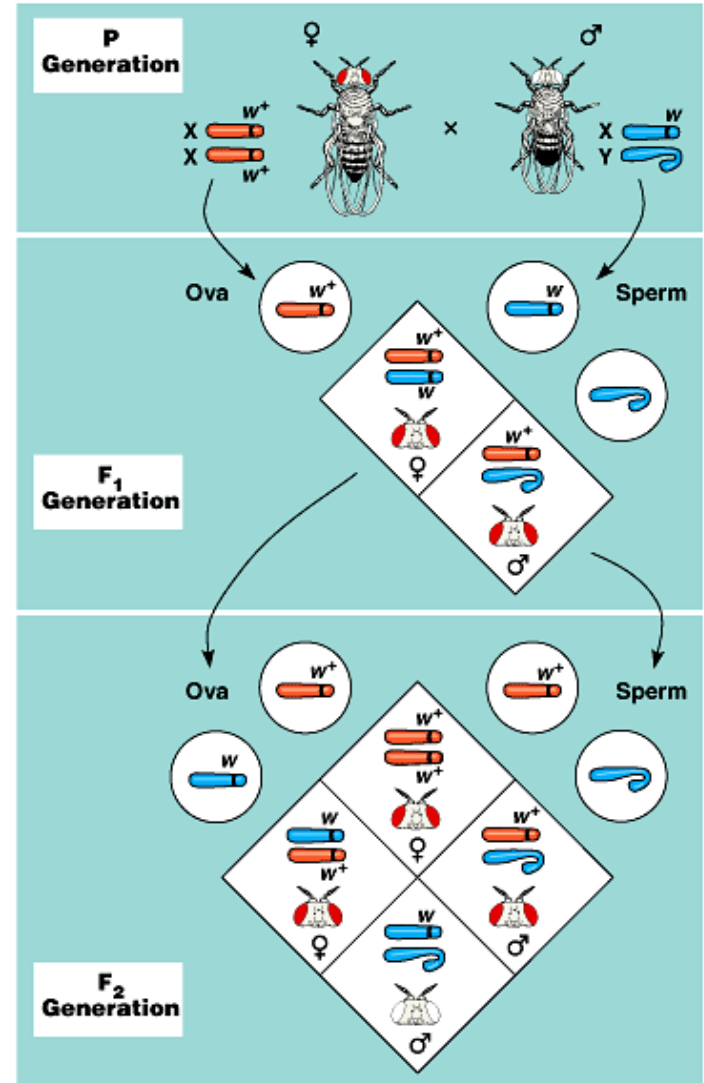 P
Generation
♀
♂
w+
X
X
w+
×
w
X
Y
Ova
w+
w
Sperm
w+
w
♀
w+
♂
F1
Generation
Ova
w+
w+
Sperm
w
w+
w+
♀
w
w+
♀
w+
♂
w
♂
F2
Generation